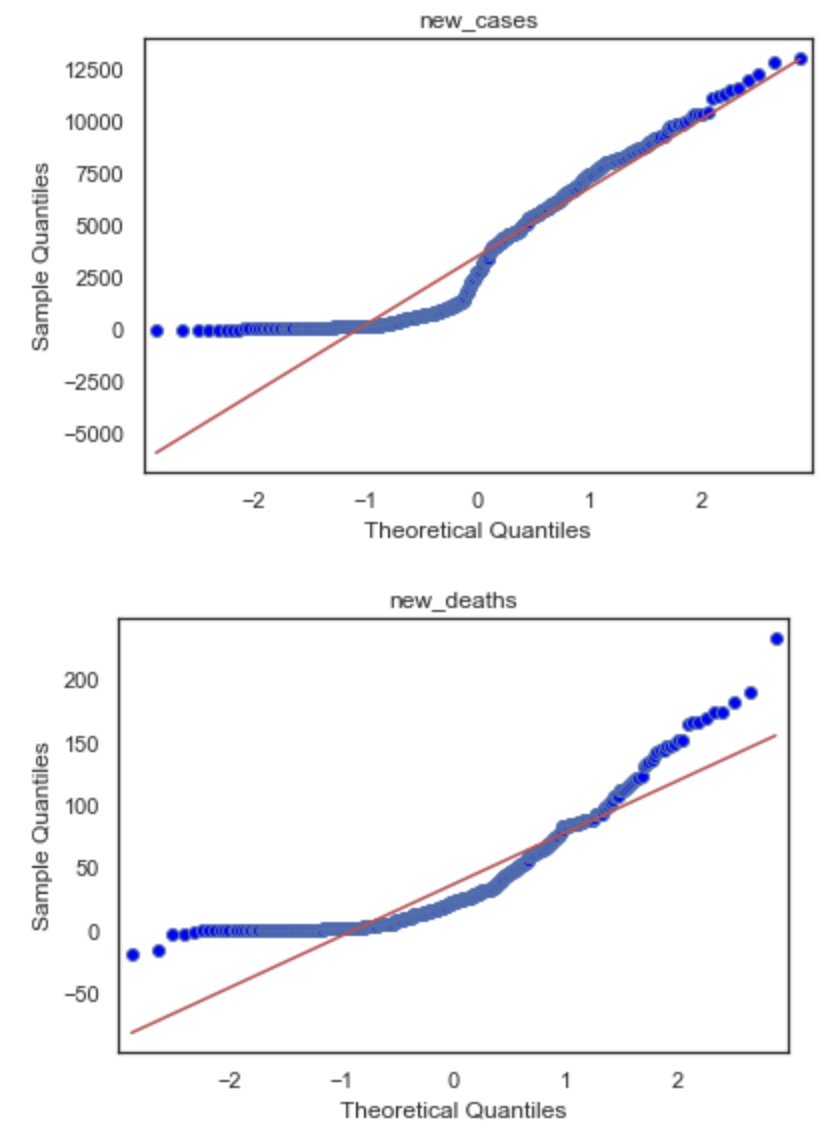 new_cases
12500
10000
7500
5000
2500
0
−2500
−5000
Sample Quantiles
−2 −1 0 1 2
Theoretical Quantiles
new_deaths
200
150
100
50
0
−50
Sample Quantiles
−2 −1 0 1 2
Theoretical Quantiles